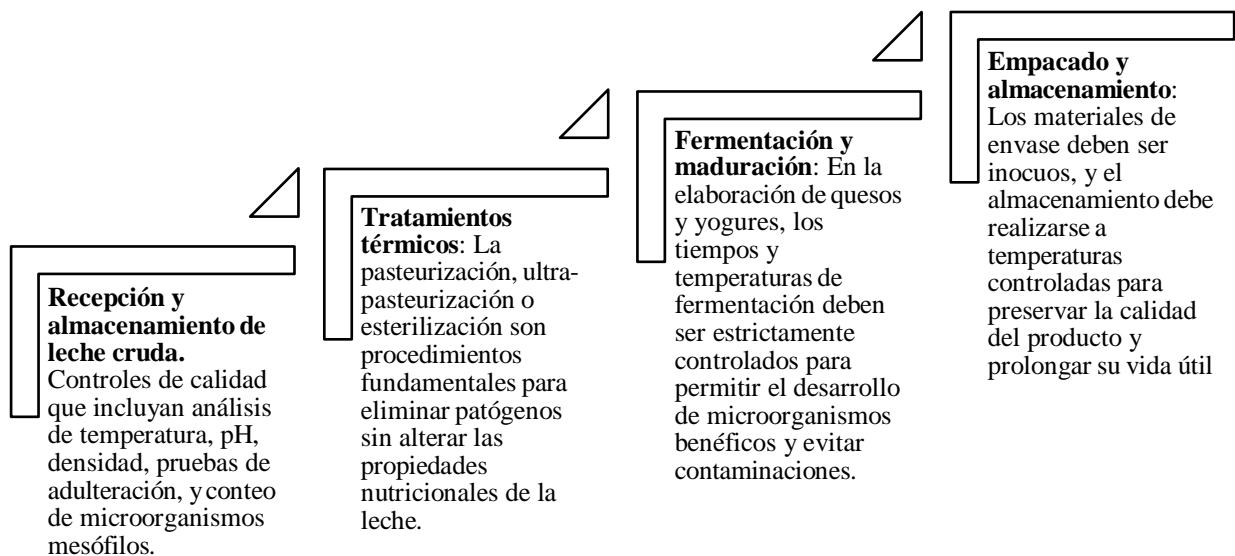 Recepción y
almacenamiento de
leche cruda.
Controles de calidad
que incluyan análisis
de temperatura, pH,
densidad, pruebas de
adulteración, y conteo
de microorganismos
mesófilos.
Tratamientos
térmicos: La
pasteurización, ultra-
pasteurización o
esterilización son
procedimientos
fundamentales para
eliminar patógenos
sin alterar las
propiedades
nutricionales de la
leche.
Fermentación y
maduración: En la
elaboración de quesos
y yogures, los
tiempos y
temperaturas de
fermentación deben
ser estrictamente
controlados para
permitir el desarrollo
de microorganismos
benéficos y evitar
contaminaciones.
Empacado y
almacenamiento:
Los materiales de
envase deben ser
inocuos, y el
almacenamiento debe
realizarse a
temperaturas
controladas para
preservar la calidad
del producto y
prolongar su vida útil